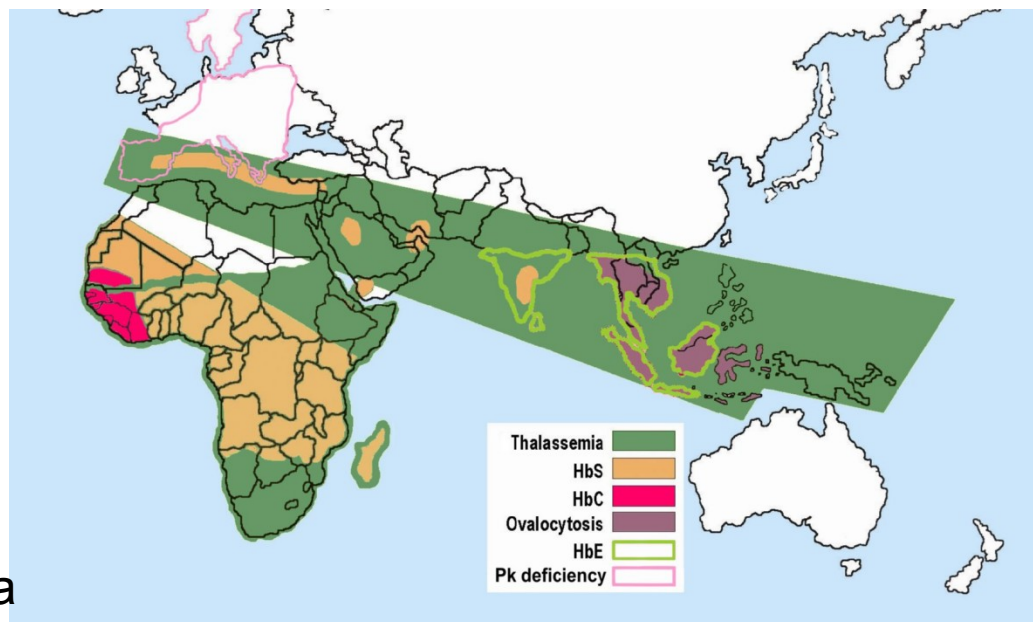 Thalassemia
HbS
HbC
Ovalocytosis
HbE
Pk deficiency
a